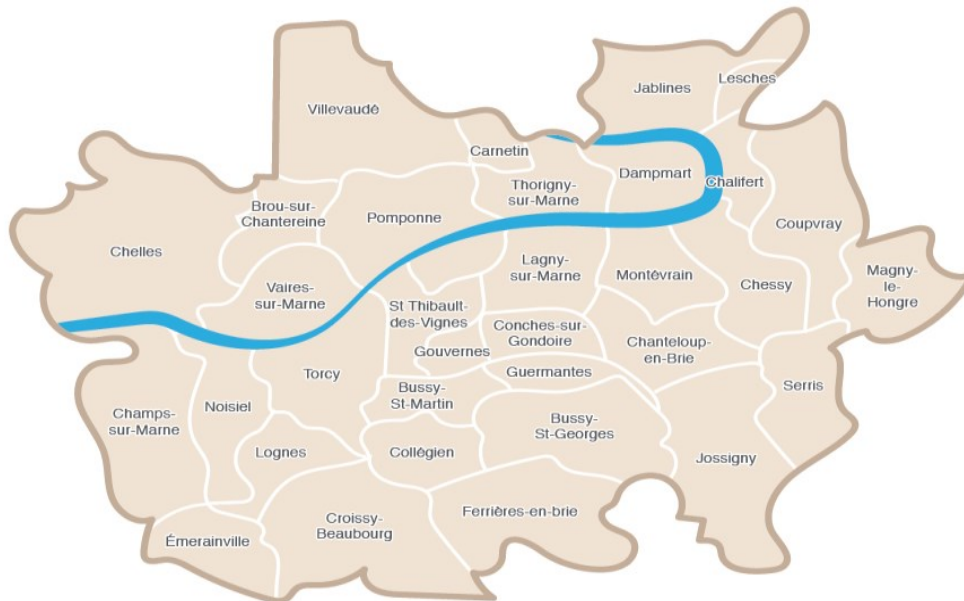 Lesches
Jablines
Villevaudé
Carnetin
Dampmart
Thorigny-
sur-Marne
Chalifert
Brou-sur-
Chantereine
Pomponne
Coupvray
Chelles
Lagny-
sur-Marne
Montévrain
Chessy
Magny-
le-
Hongre
Vaires-
sur-Marne
St Thibault-
des-Vignes
Conches-sur-
Gondoire
Chanteloup-
en-Brie
Gouvernes
Torcy
Guermantes
Serris
Bussy-
St-Martin
Noisiel
Champs-
sur-Marne
Bussy-
St-Georges
Lognes
Collégien
Jossigny
Ferrières-en-brie
Croissy-
Beaubourg
Émerainville